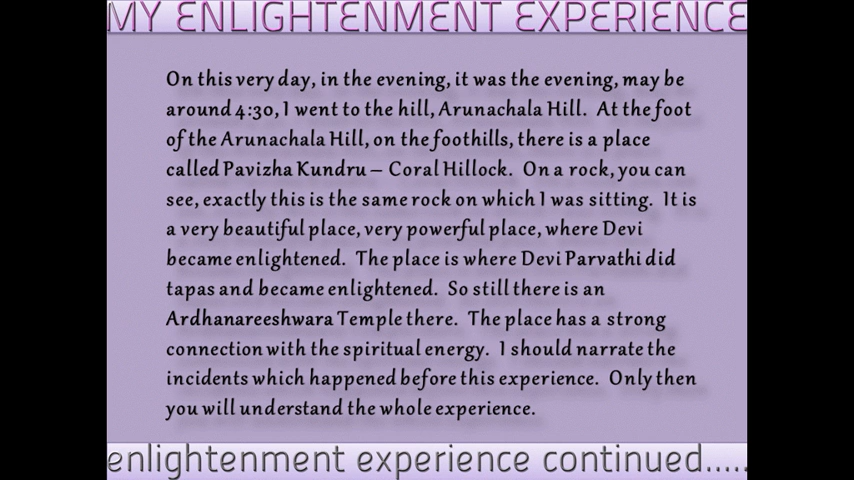 MY ENLIGHTENMENT EXPERIENCE
On this very day, in the evening, it was the evening, may be
around 4:30, I went to the hill, Arunachala Hill. At the foot
of the Arunachala Hill, on the foothills, there is a place
called Pavizha Kundru – Coral Hillock. On a rock, you can
see, exactly this is the same rock on which I was sitting. It is
a very beautiful place, very powerful place, where Devi
became enlightened. The place is where Devi Parvathi did
tapas and became enlightened. So still there is an
Ardhanareeshwara Temple there. The place has a strong
connection with the spiritual energy. I should narrate the
incidents which happened before this experience. Only then
you will understand the whole experience.
enlightenment experience continued.....